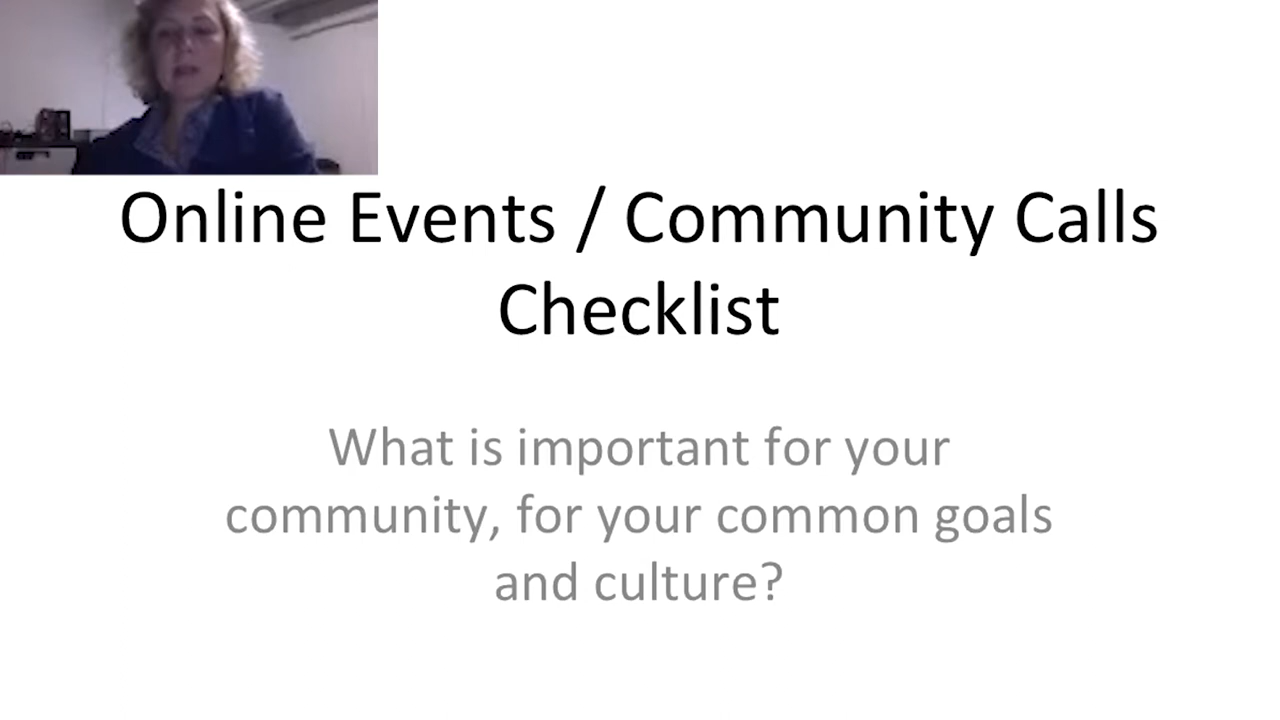 Online Events / Community Calls
Checklist
What is important for your
community, for your common goals
and culture?